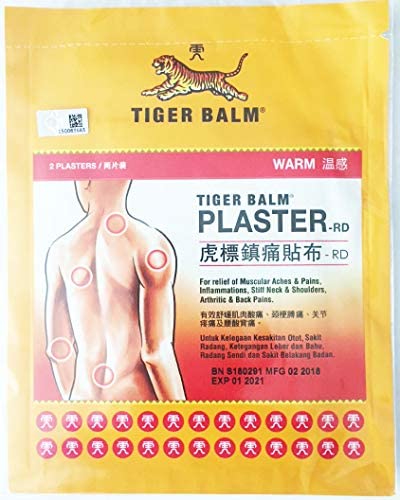 虎
TIGER BALM®
2 PLASTERS / 兩片裝
WARM 溫感
TIGER BALM®
PLASTER-RD
虎標鎮痛貼布 - RD
For relief of Muscular Aches & Pains,
Inflammations, Stiff Neck & Shoulders,
Arthritic & Back Pains.
有效舒緩肌肉酸痛、頸梗膊痛、关节
疼痛及腰酸背痛。
Untuk Kelegaan Kesakitan Otot, Sakit
Radang, Ketegangan Leher dan Bahu,
Radang Sendi dan Sakit Belakang Badan.
BN S180291 MFG 02 2018
EXP 01 2021